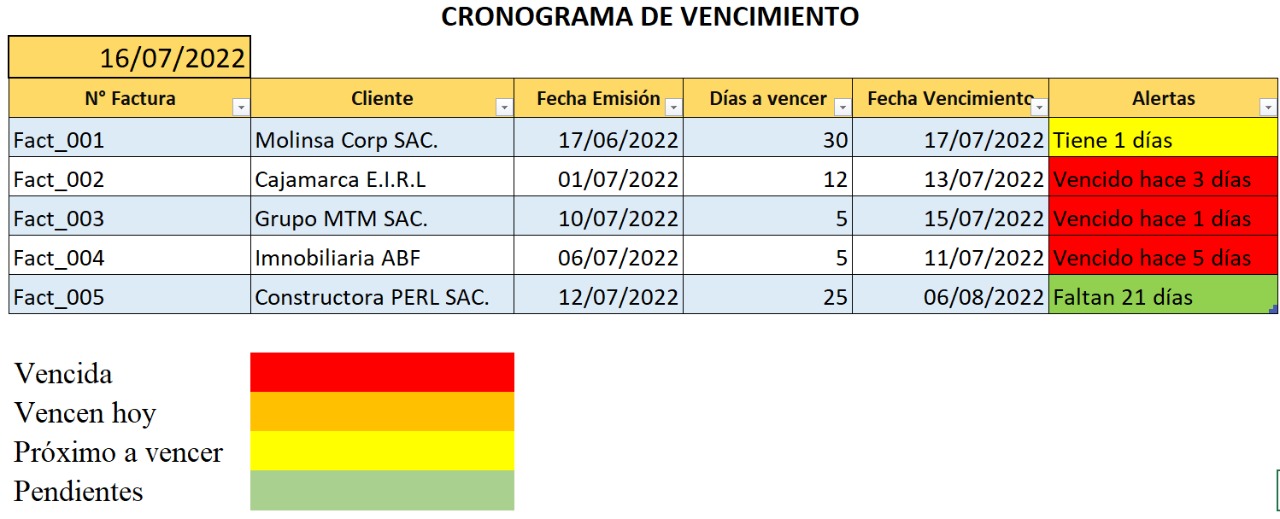 CRONOGRAMA DE VENCIMIENTO
16/07/2022
N° Factura Cliente Fecha Emisión Días a vencer Fecha Vencimiento Alertas
Fact_001 Molinsa Corp SAC. 17/06/2022 30 17/07/2022 Tiene 1 días
Fact_002 Cajamarca E.I.R.L 01/07/2022 12 13/07/2022 Vencido hace 3 días
Fact_003 Grupo MTM SAC. 10/07/2022 5 15/07/2022 Vencido hace 1 días
Fact_004 Imnobiliaria ABF 06/07/2022 5 11/07/2022 Vencido hace 5 días
Fact_005 Constructora PERL SAC. 12/07/2022 25 06/08/2022 Faltan 21 días
Vencida
Vencen hoy
Próximo a vencer
Pendientes